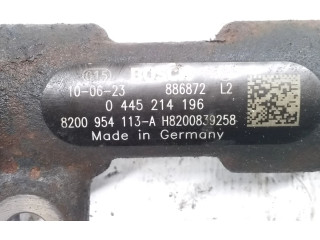 10-06-23 886872 L2
0 445 214 196
8200 954 113-A H8200839258
Made in Germany